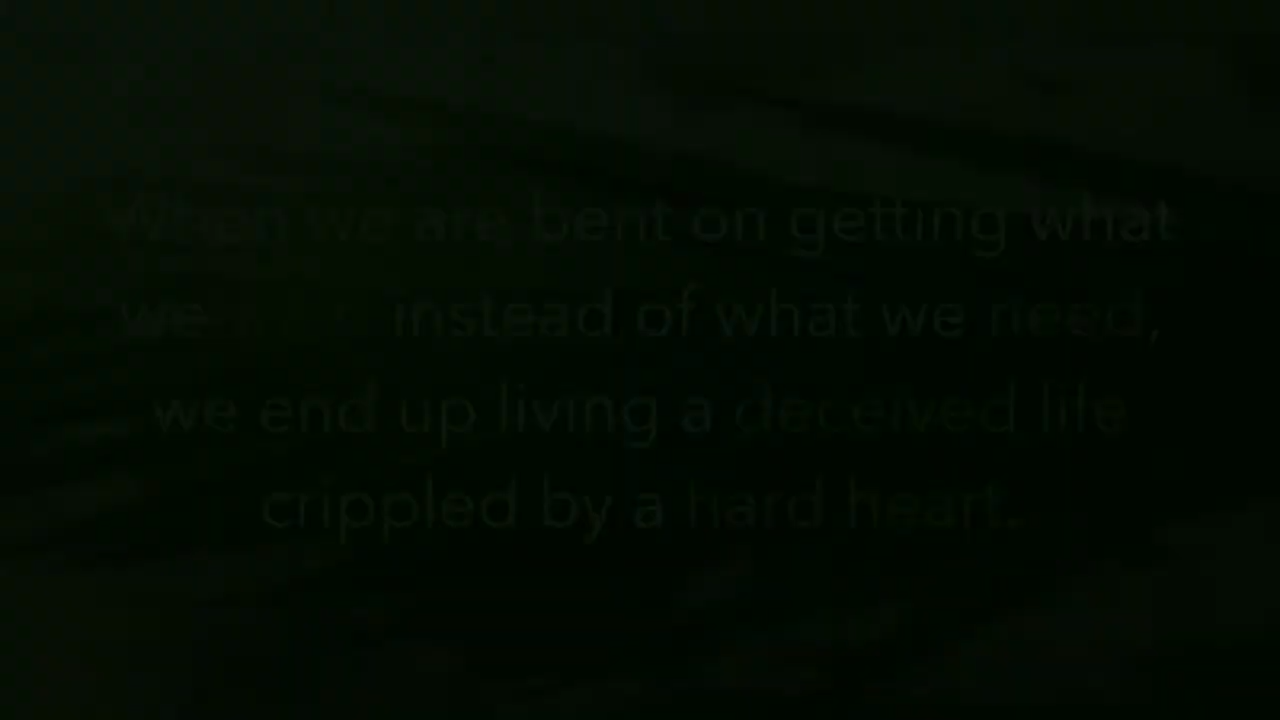 When we are bent on getting what
we instead of what we need,
we end up living a deceived life
crippled by a hard heart.